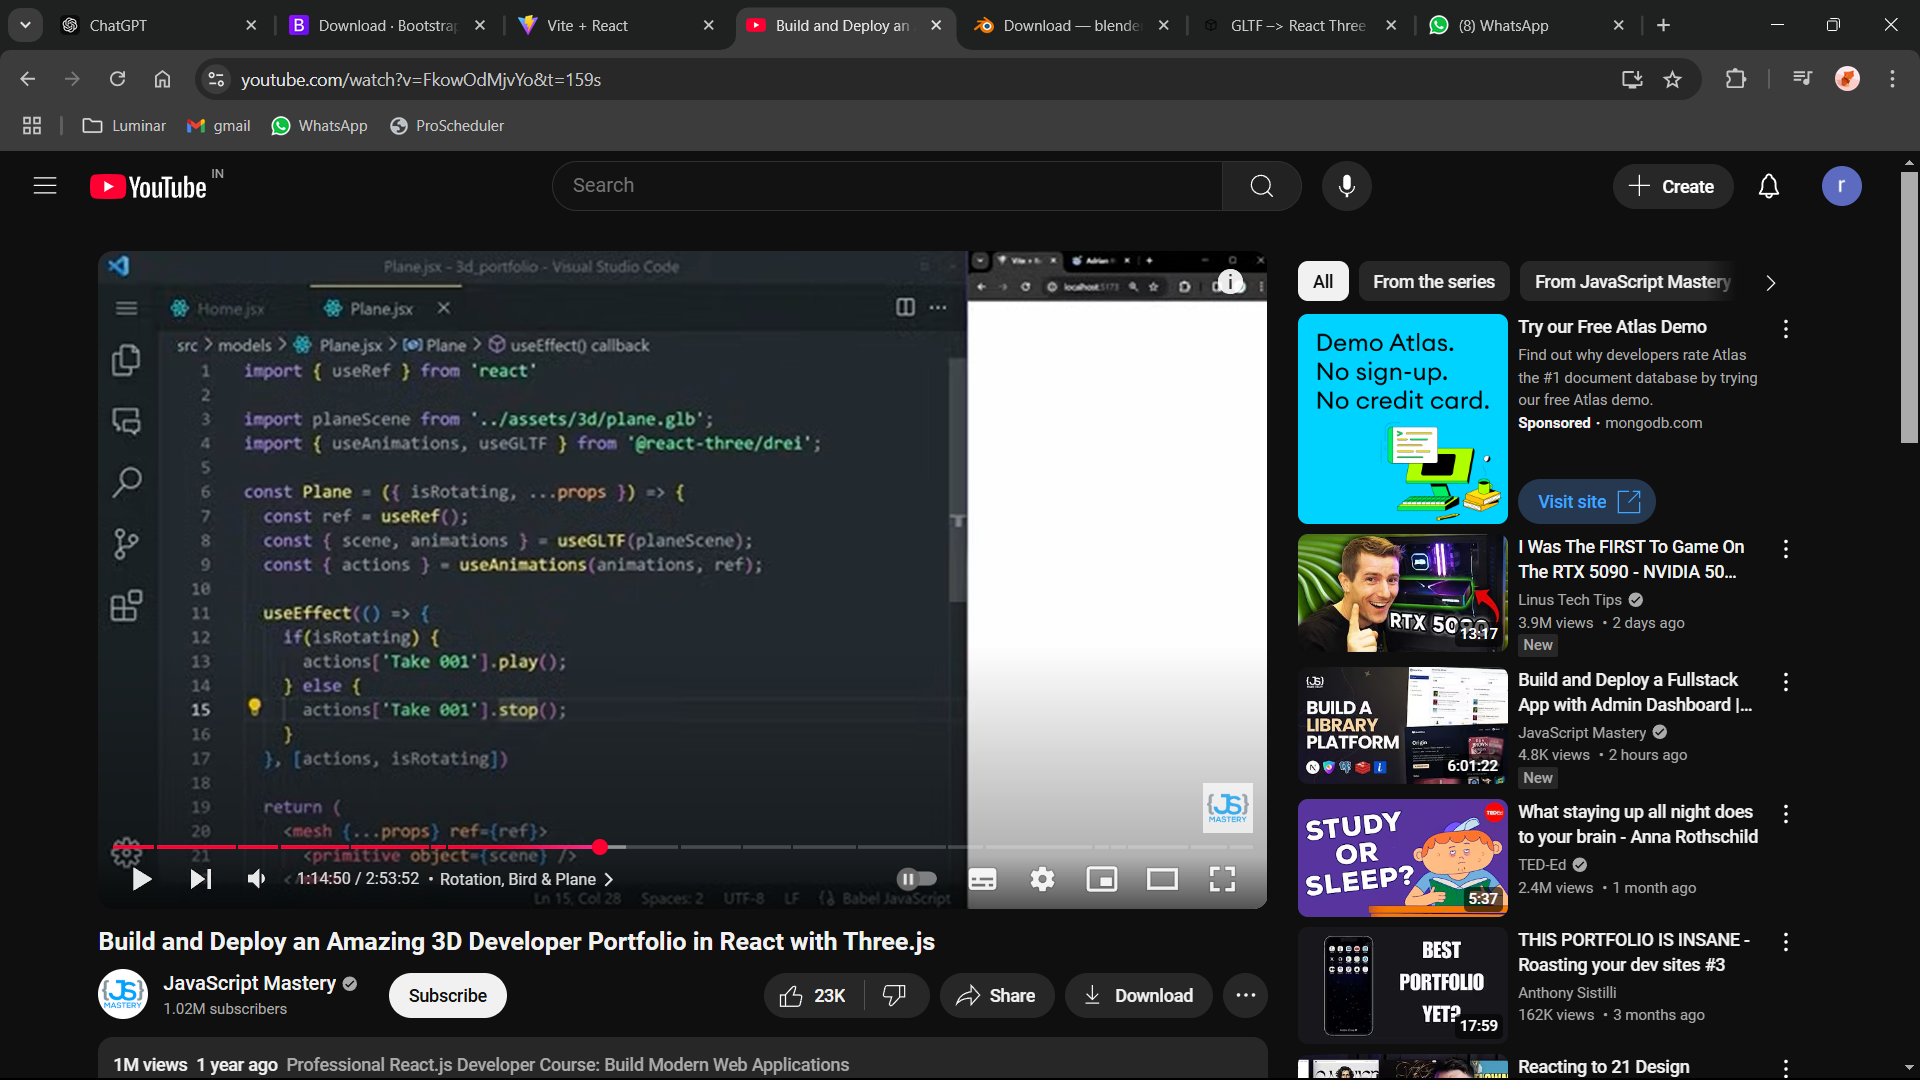 ChatGPT
Download · Bootstrap
Vite + React
Build and Deploy an
Download — blende
GLTF –> React Three
(8) WhatsApp
youtube.com/watch?v=FkowOdMjvYo&t=159s
Luminar
gmail
WhatsApp
ProScheduler
YouTube IN
Search
Create
r
Plane.jsx - 3d_portfolio - Visual Studio Code
Home.jsx
Plane.jsx
src > models > Plane.jsx > Plane > useEffect() callback
1 import { useRef } from 'react'
2
3 import planeScene from '../assets/3d/plane.glb';
4 import { useAnimations, useGLTF } from '@react-three/drei';
5
6 const Plane = ({ isRotating, ...props }) => {
7 const ref = useRef();
8 const { scene, animations } = useGLTF(planeScene);
9 const { actions } = useAnimations(animations, ref);
10
11 useEffect(() => {
12 if(isRotating) {
13 actions['Take 001'].play();
14 } else {
15 actions['Take 001'].stop();
16 }
17 }, [actions, isRotating])
18
19 return (
20 <mesh {...props} ref={ref}>
21 <primitive object={scene} />
1:14:50 / 2:53:52 • Rotation, Bird & Plane >
Ln 15, Col 28 Spaces: 2 UTF-8 LF Babel JavaScript
Adrian
localhost:5173
{JS}
MASTERY
Build and Deploy an Amazing 3D Developer Portfolio in React with Three.js
{JS}
MASTERY
JavaScript Mastery
1.02M subscribers
Subscribe
23K
Share
Download
1M views 1 year ago Professional React.js Developer Course: Build Modern Web Applications
All
From the series
From JavaScript Mastery
Demo Atlas.
No sign-up.
No credit card.
Try our Free Atlas Demo
Find out why developers rate Atlas
the #1 document database by trying
our free Atlas demo.
Sponsored · mongodb.com
Visit site
RTX 5090
13:17
I Was The FIRST To Game On
The RTX 5090 - NVIDIA 50...
Linus Tech Tips
3.9M views • 2 days ago
New
{JS}
BUILD A
LIBRARY
PLATFORM
6:01:22
Build and Deploy a Fullstack
App with Admin Dashboard |...
JavaScript Mastery
4.8K views • 2 hours ago
New
STUDY
OR
SLEEP?
5:37
What staying up all night does
to your brain - Anna Rothschild
TED-Ed
2.4M views • 1 month ago
BEST
PORTFOLIO
YET?
17:59
THIS PORTFOLIO IS INSANE -
Roasting your dev sites #3
Anthony Sistilli
162K views • 3 months ago
Reacting to 21 Design